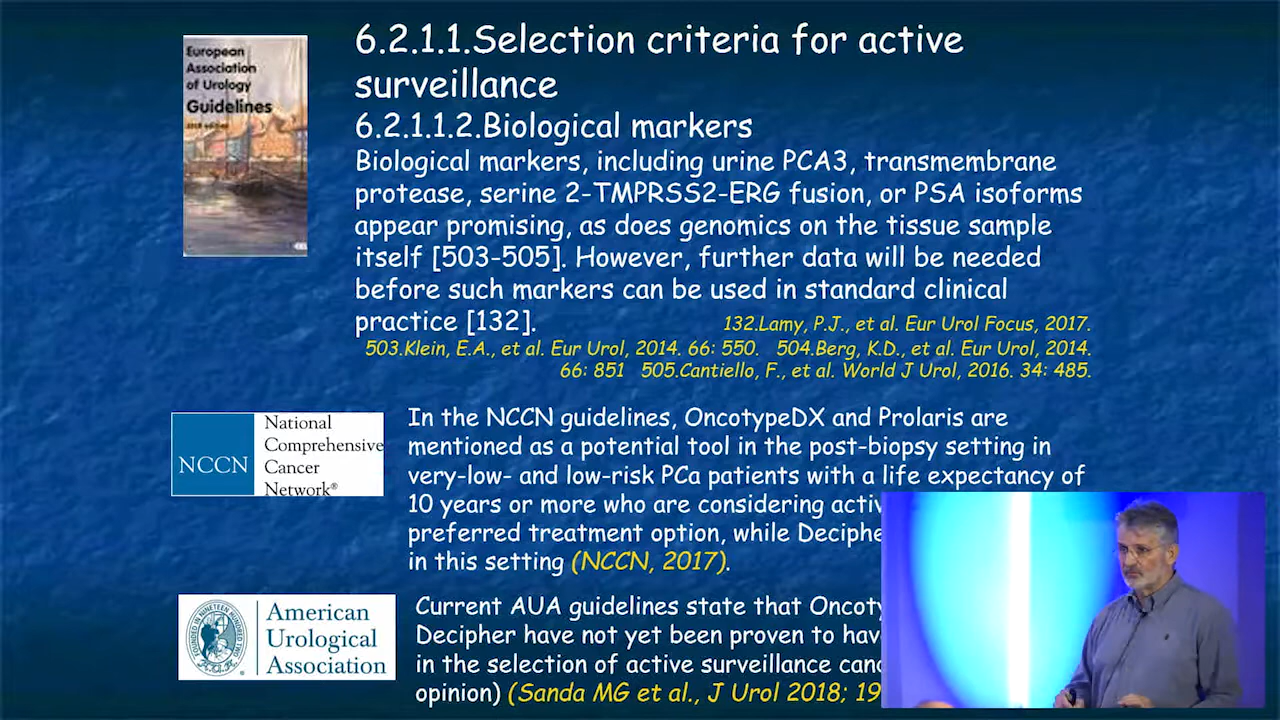 European
Association
of Urology
Guidelines
2018 edition
6.2.1.1.Selection criteria for active
surveillance
6.2.1.1.2.Biological markers
Biological markers, including urine PCA3, transmembrane
protease, serine 2-TMPRSS2-ERG fusion, or PSA isoforms
appear promising, as does genomics on the tissue sample
itself [503-505]. However, further data will be needed
before such markers can be used in standard clinical
practice [132].
132.Lamy, P.J., et al. Eur Urol Focus, 2017.
503.Klein, E.A., et al. Eur Urol, 2014. 66: 550. 504.Berg, K.D., et al. Eur Urol, 2014.
66: 851 505.Cantiello, F., et al. World J Urol, 2016. 34: 485.
NCCN
National
Comprehensive
Cancer
Network®
In the NCCN guidelines, OncotypeDX and Prolaris are
mentioned as a potential tool in the post-biopsy setting in
very-low- and low-risk PCa patients with a life expectancy of
10 years or more who are considering activ
preferred treatment option, while Deciphe
in this setting (NCCN, 2017).
American
Urological
Association
Current AUA guidelines state that Oncoty
Decipher have not yet been proven to hav
in the selection of active surveillance canc
opinion) (Sanda MG et al., J Urol 2018; 19